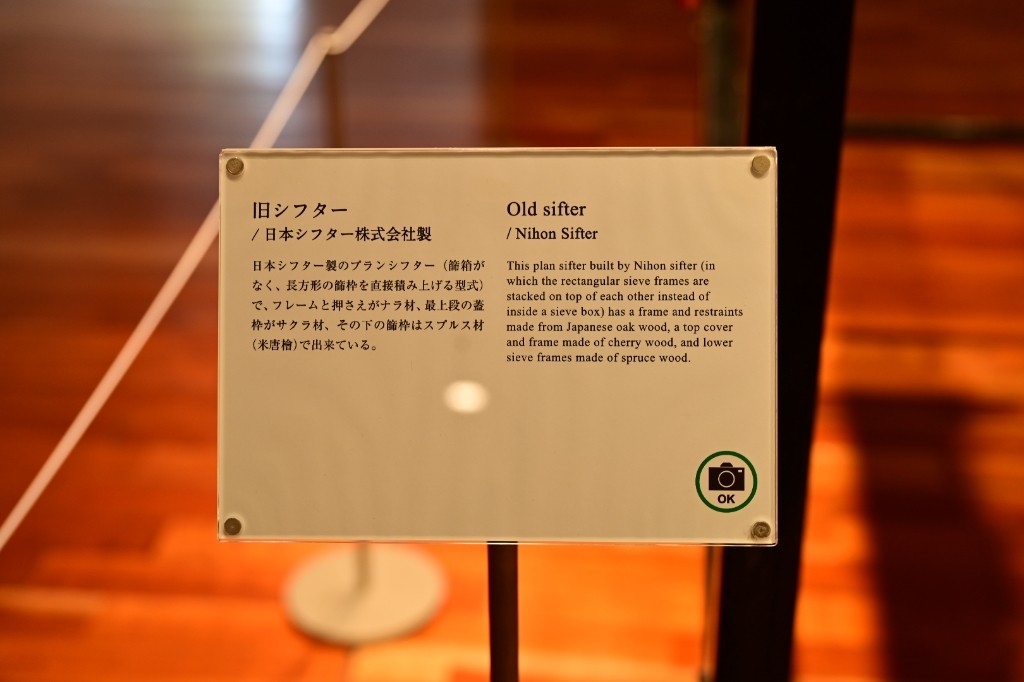 旧シフター
/ 日本シフター株式会社製
日本シフター製のプランシフター（篩箱が
なく、長方形の篩枠を直接積み上げる型式）
で、フレームと押さえがナラ材、最上段の蓋
枠がサクラ材、その下の篩枠はスプルス材
（米唐檜）で出来ている。
Old sifter
/ Nihon Sifter
This plan sifter built by Nihon sifter (in
which the rectangular sieve frames are
stacked on top of each other instead of
inside a sieve box) has a frame and restraints
made from Japanese oak wood, a top cover
and frame made of cherry wood, and lower
sieve frames made of spruce wood.
OK